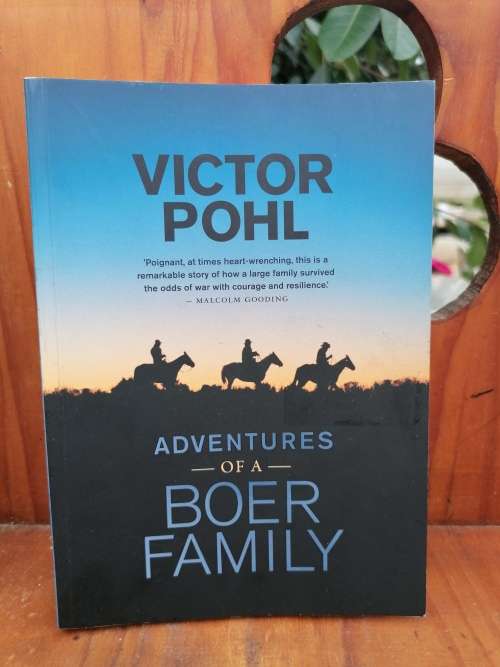 VICTOR
POHL
'Poignant, at times heart-wrenching, this is a
remarkable story of how a large family survived
the odds of war with courage and resilience.'
— MALCOLM GOODING
ADVENTURES
— OF A —
BOER
FAMILY